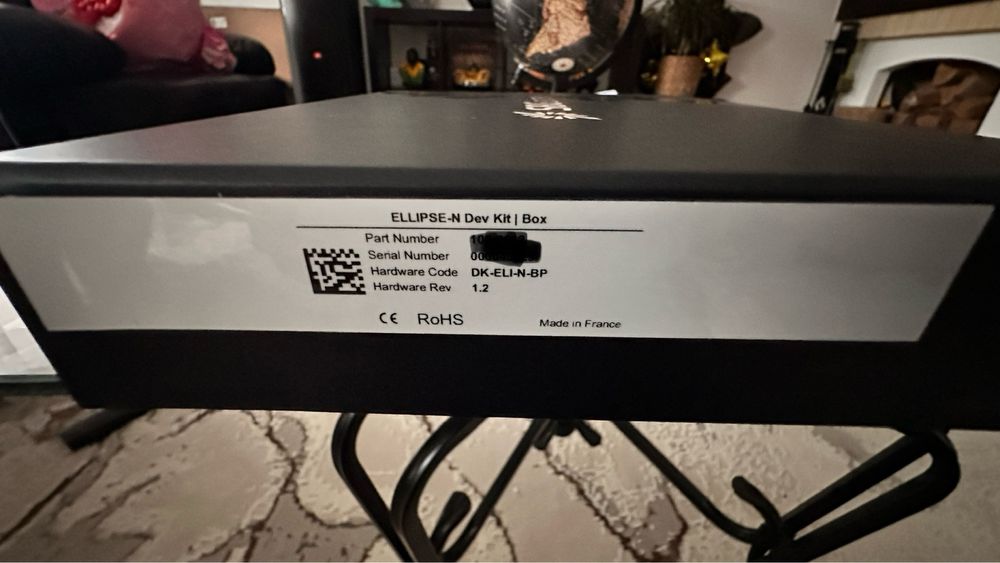 ELLIPSE-N Dev Kit | Box
Part Number
Serial Number
Hardware Code DK-ELI-N-BP
Hardware Rev 1.2
CE RoHS
Made in France